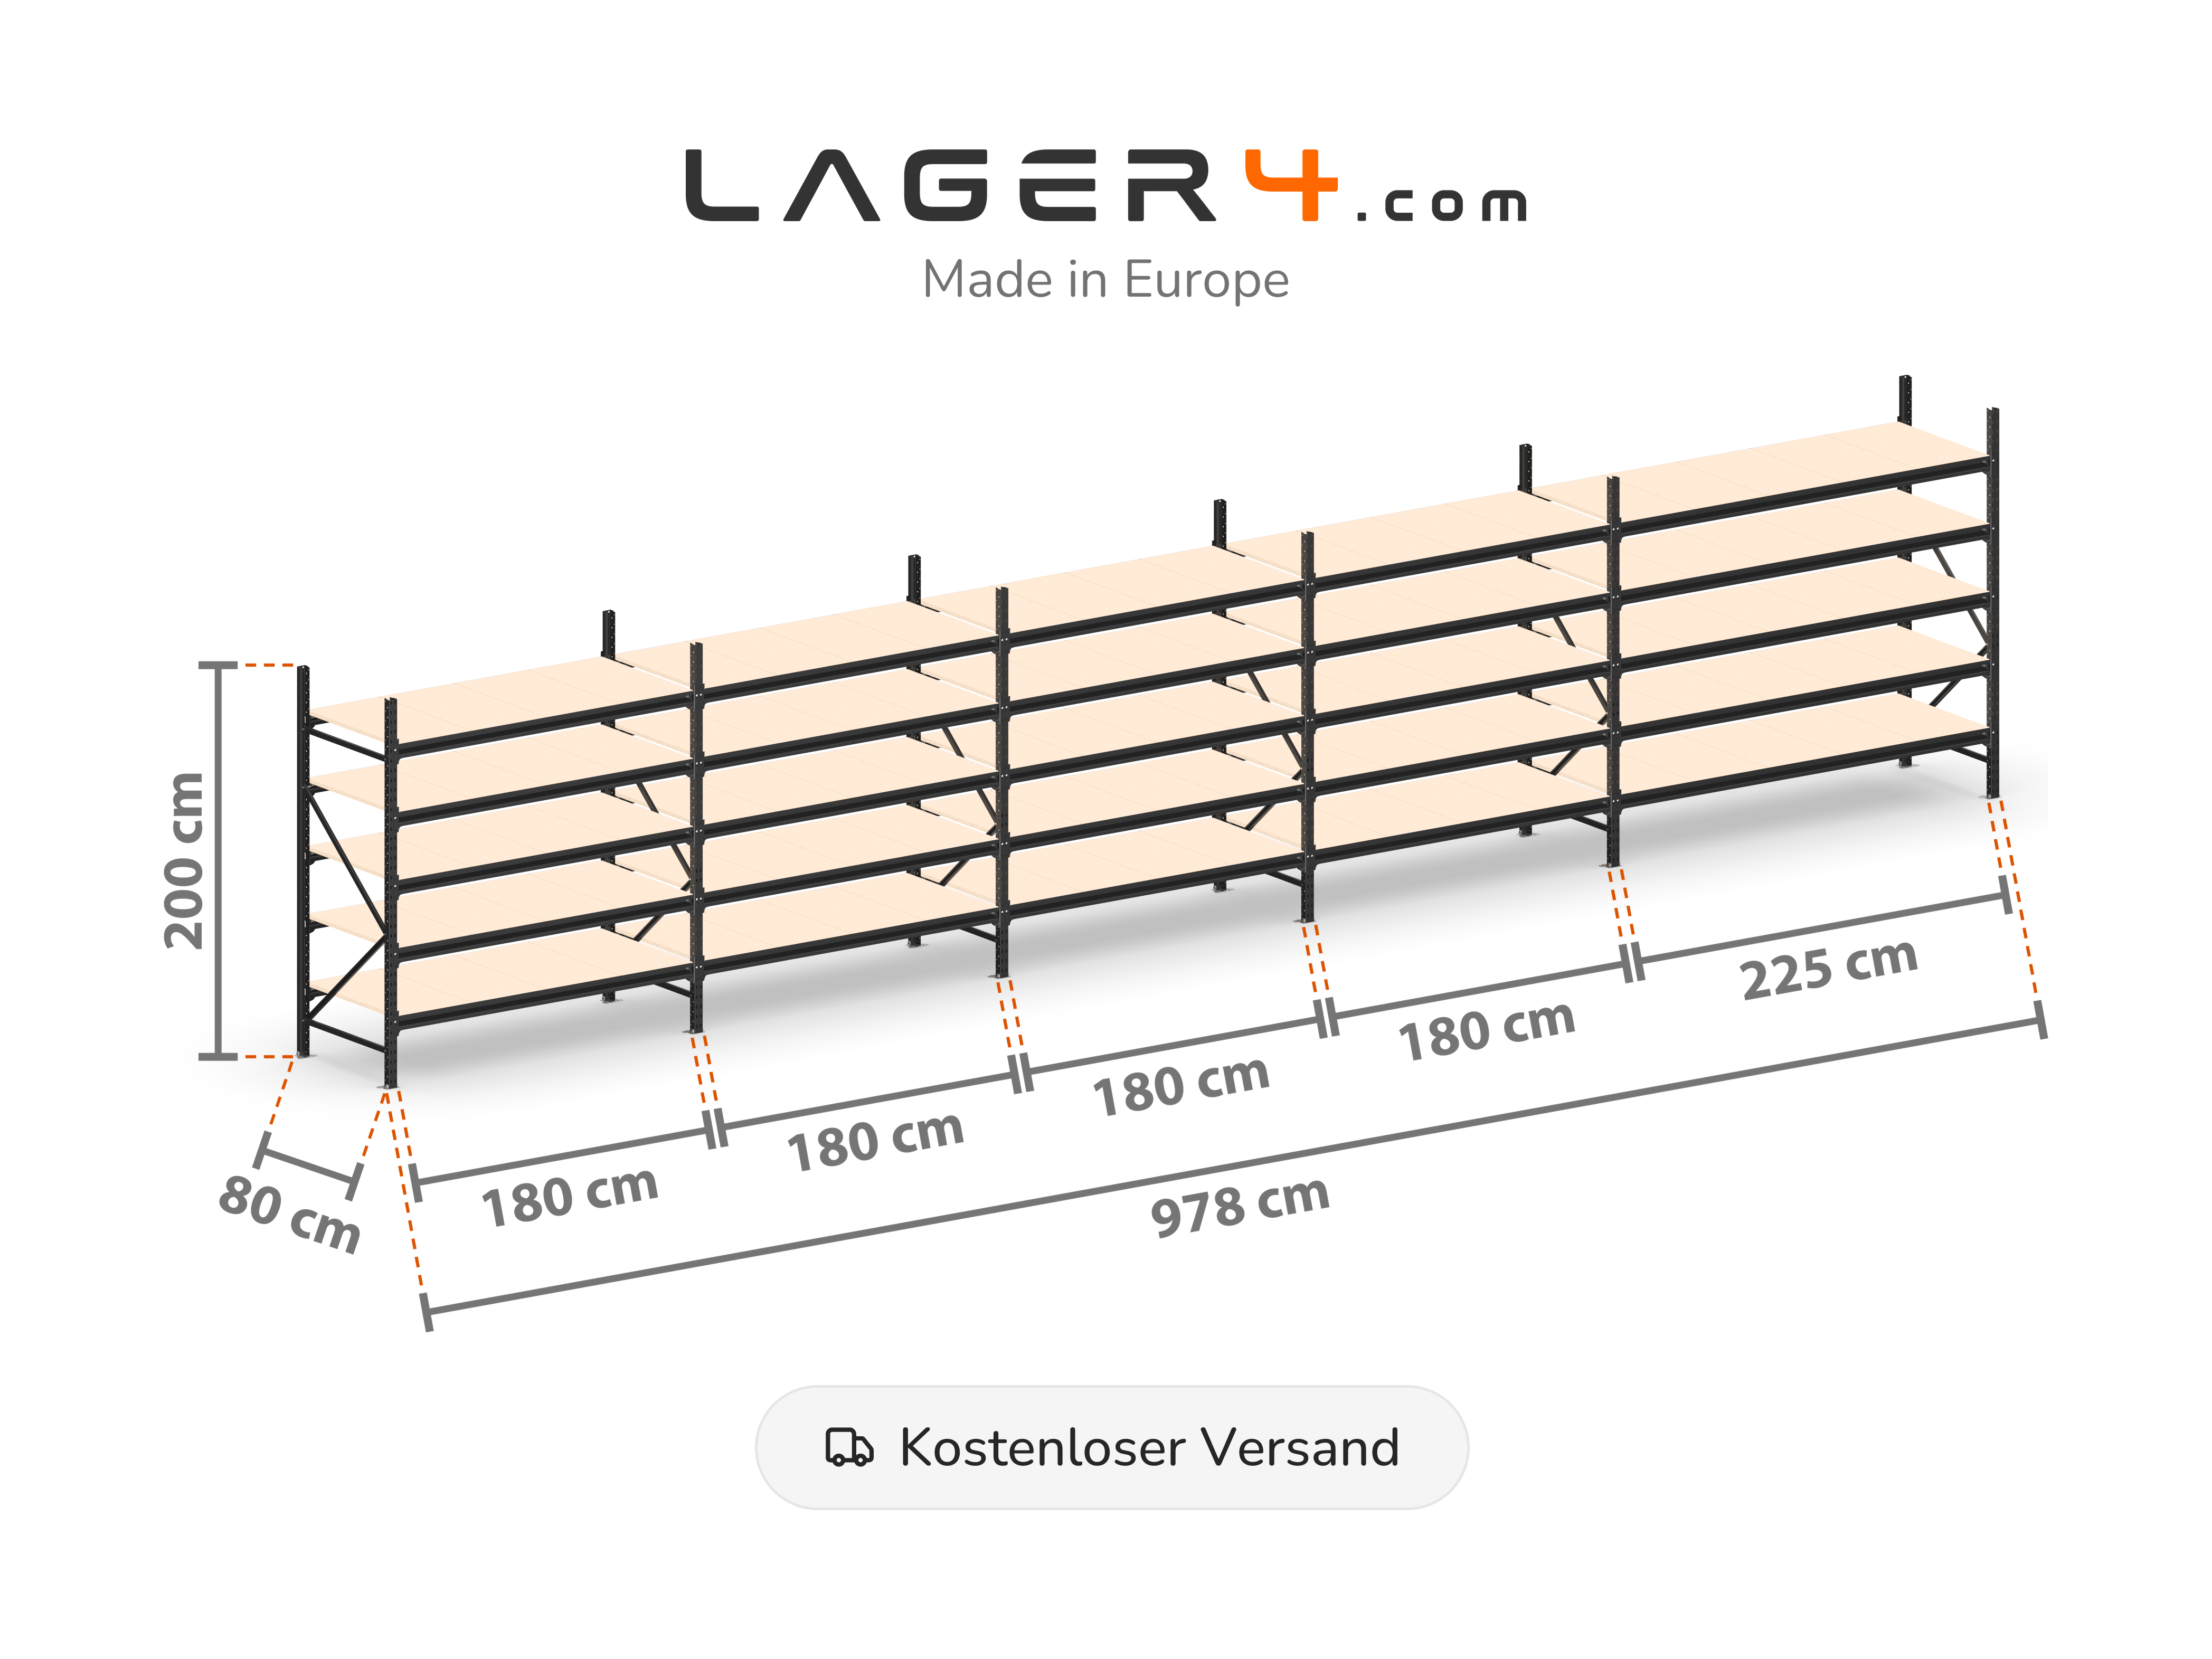 LAGER4.com
Made in Europe
200 cm
80 cm
180 cm
180 cm
180 cm
180 cm
225 cm
978 cm
Kostenloser Versand